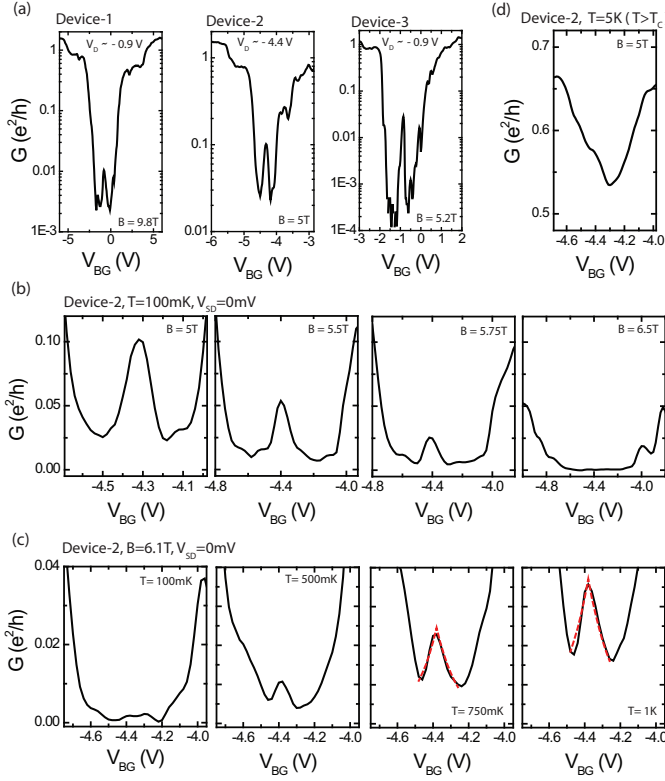 (a) Device-1 Device-2 Device-3 (d) Device-2, T=5K ( T>T_C
V_D ~ - 0.9 V V_D ~ - 4.4 V V_D ~ - 0.9 V B = 5T
G (e²/h) 1 0.1 0.01 1E-3
1 0.1 0.01
1 0.1 0.01 1E-3 1E-4
G (e²/h) 0.7 0.6 0.5
B = 9.8T B = 5T B = 5.2T
-5 0 5 -6 -5 -4 -3 -3 -2 -1 0 1 2 -4.6 -4.4 -4.2 -4.0
V_BG (V) V_BG (V) V_BG (V) V_BG (V)
(b) Device-2, T=100mK, V_SD=0mV
B = 5T B = 5.5T B = 5.75T B = 6.5T
G (e²/h) 0.10 0.05 0.00
-4.5 -4.3 -4.1 -4.8 -4.4 -4.0 -4.8 -4.4 -4.0 -4.8 -4.4 -4.0
V_BG (V) V_BG (V) V_BG (V) V_BG (V)
(c) Device-2, B=6.1T, V_SD=0mV
T= 100mK T= 500mK
G (e²/h) 0.04 0.02 0.00
T= 750mK T= 1K
-4.6 -4.4 -4.2 -4.0 -4.6 -4.4 -4.2 -4.0 -4.6 -4.4 -4.2 -4.0 -4.6 -4.4 -4.2 -4.0
V_BG (V) V_BG (V) V_BG (V) V_BG (V)